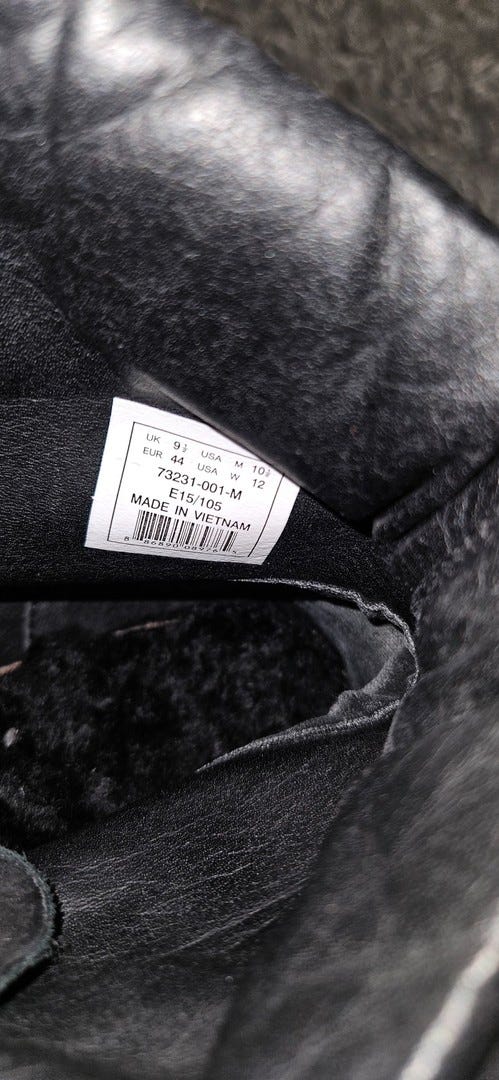 UK 9½ USA M 10½
EUR 44 USA W 12
73231-001-M
E15/105
MADE IN VIETNAM